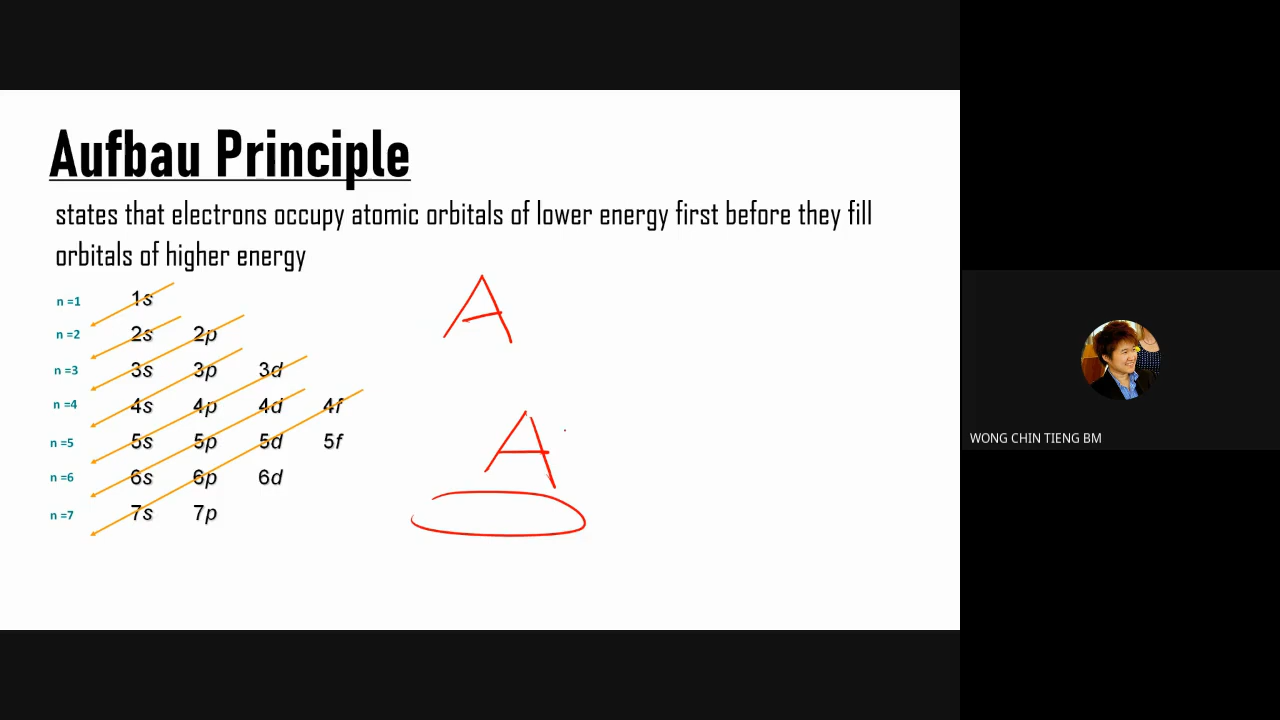 Aufbau Principle
states that electrons occupy atomic orbitals of lower energy first before they fill
orbitals of higher energy
n =1 1s
n =2 2s 2p
n =3 3s 3p 3d
n =4 4s 4p 4d 4f
n =5 5s 5p 5d 5f
n =6 6s 6p 6d
n =7 7s 7p
A
A
WONG CHIN TIENG BM